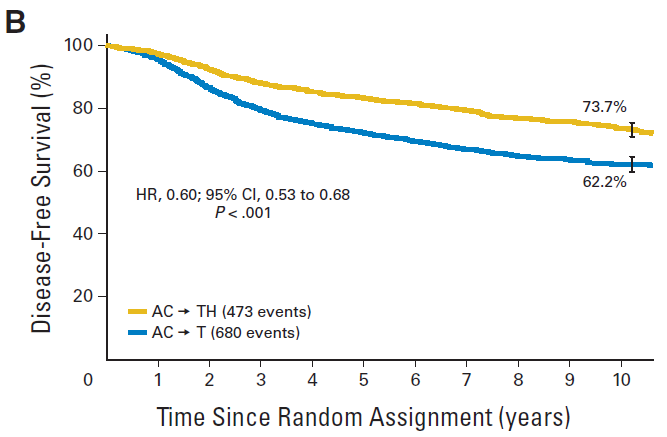 B
Disease-Free Survival (%)
100
80
60
40
20
0
73.7%
62.2%
HR, 0.60; 95% CI, 0.53 to 0.68
P < .001
AC → TH (473 events)
AC → T (680 events)
1 2 3 4 5 6 7 8 9 10
Time Since Random Assignment (years)